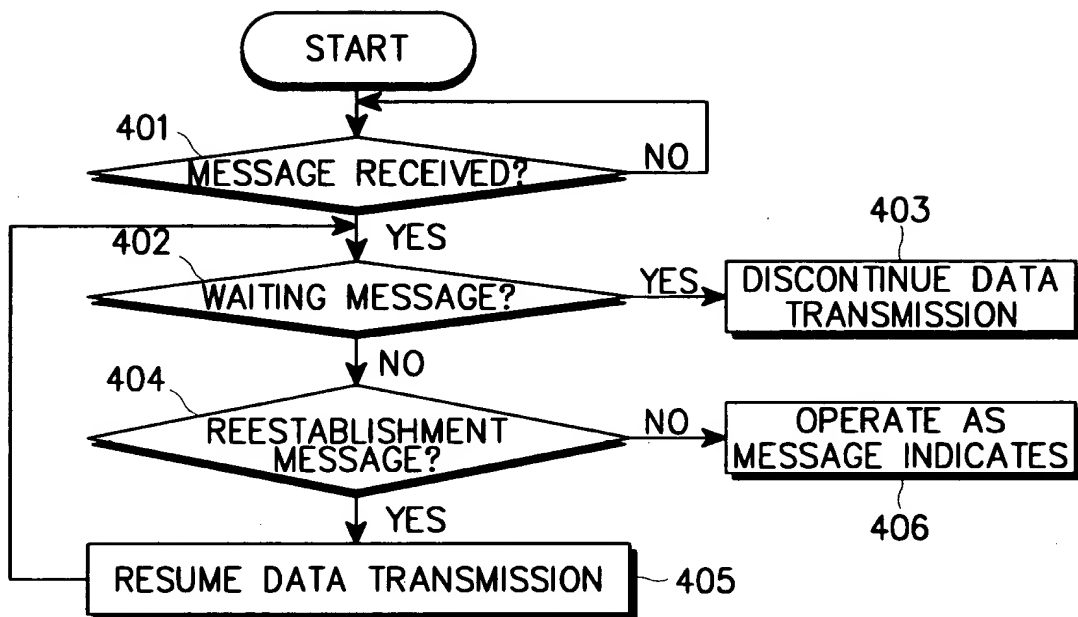 START
401
MESSAGE RECEIVED?
NO
YES
402
WAITING MESSAGE?
YES
403
DISCONTINUE DATA
TRANSMISSION
NO
404
REESTABLISHMENT
MESSAGE?
NO
OPERATE AS
MESSAGE INDICATES
406
YES
RESUME DATA TRANSMISSION
405